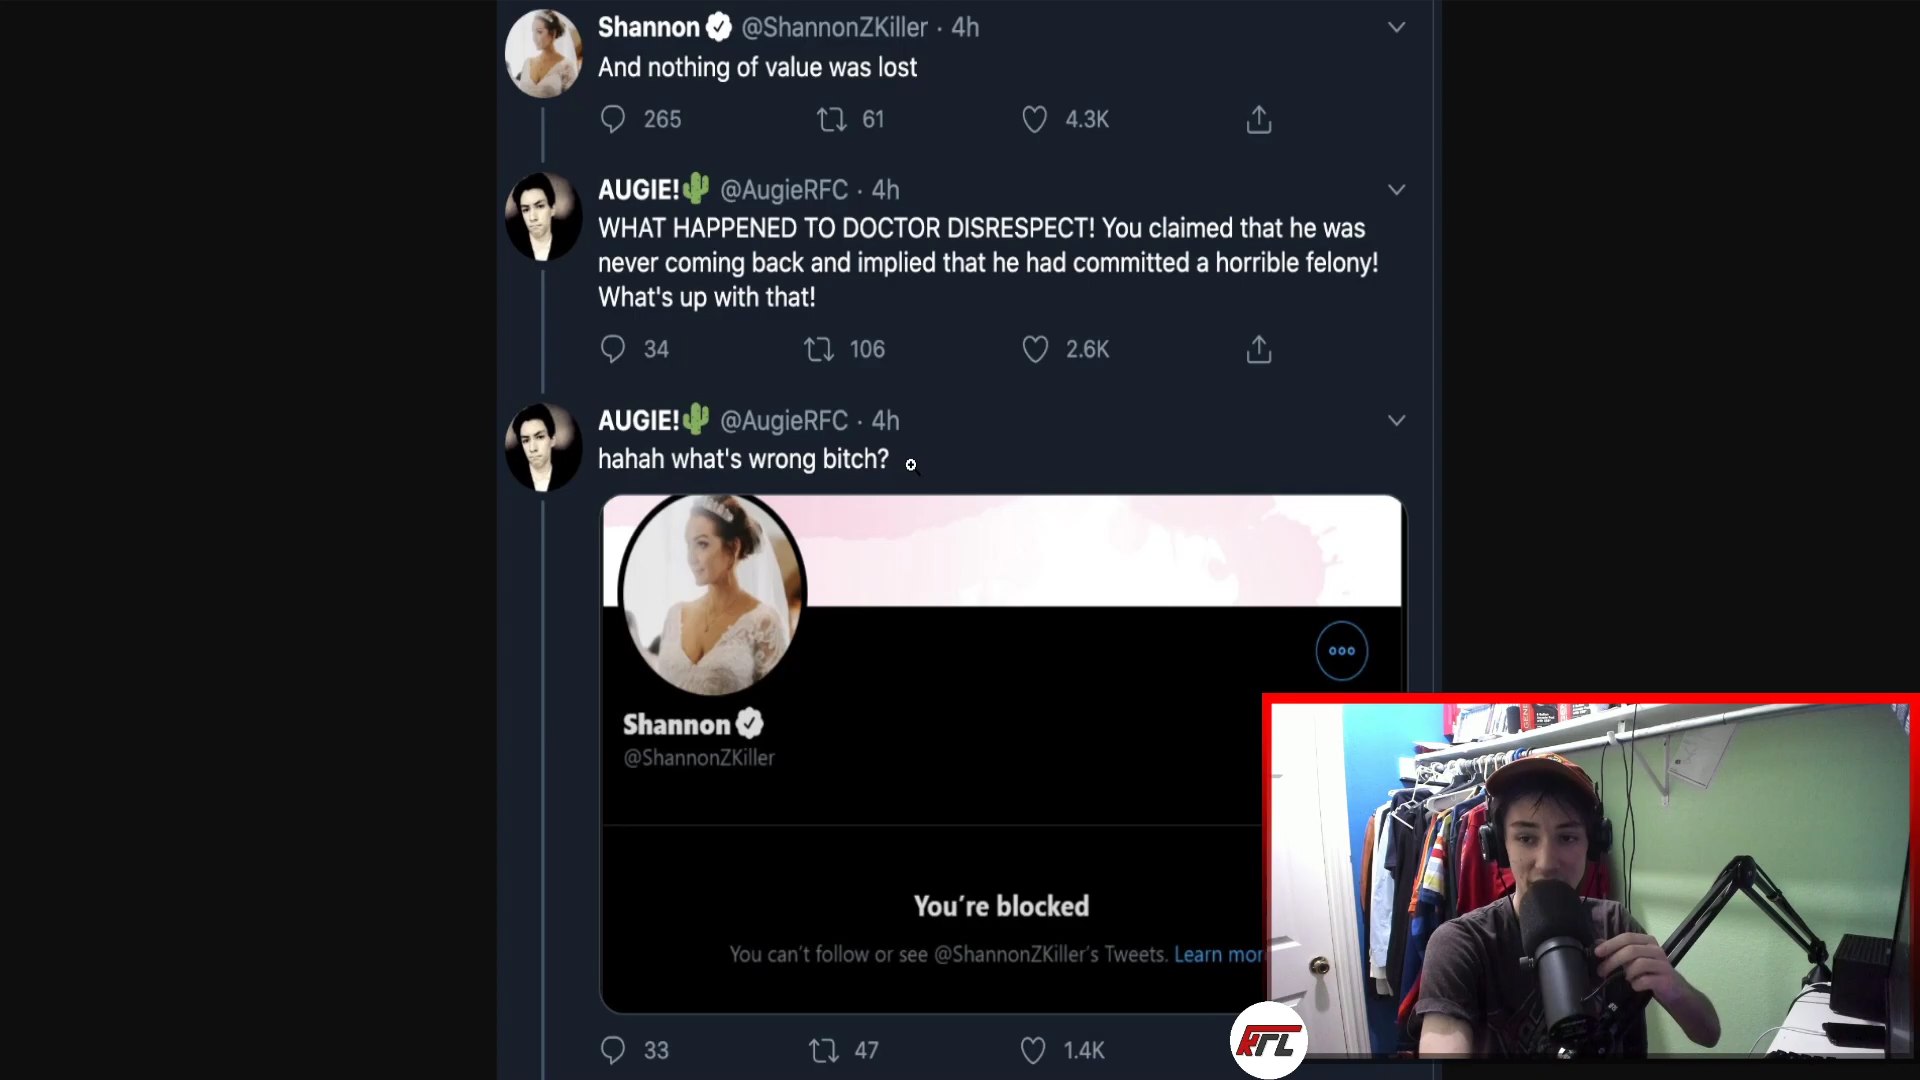 Shannon @ShannonZKiller · 4h
And nothing of value was lost
265 61 4.3K
AUGIE!🌵 @AugieRFC · 4h
WHAT HAPPENED TO DOCTOR DISRESPECT! You claimed that he was
never coming back and implied that he had committed a horrible felony!
What's up with that!
34 106 2.6K
AUGIE!🌵 @AugieRFC · 4h
hahah what's wrong bitch?
Shannon
@ShannonZKiller
You're blocked
You can't follow or see @ShannonZKiller's Tweets. Learn mor
33 47 1.4K
KFL